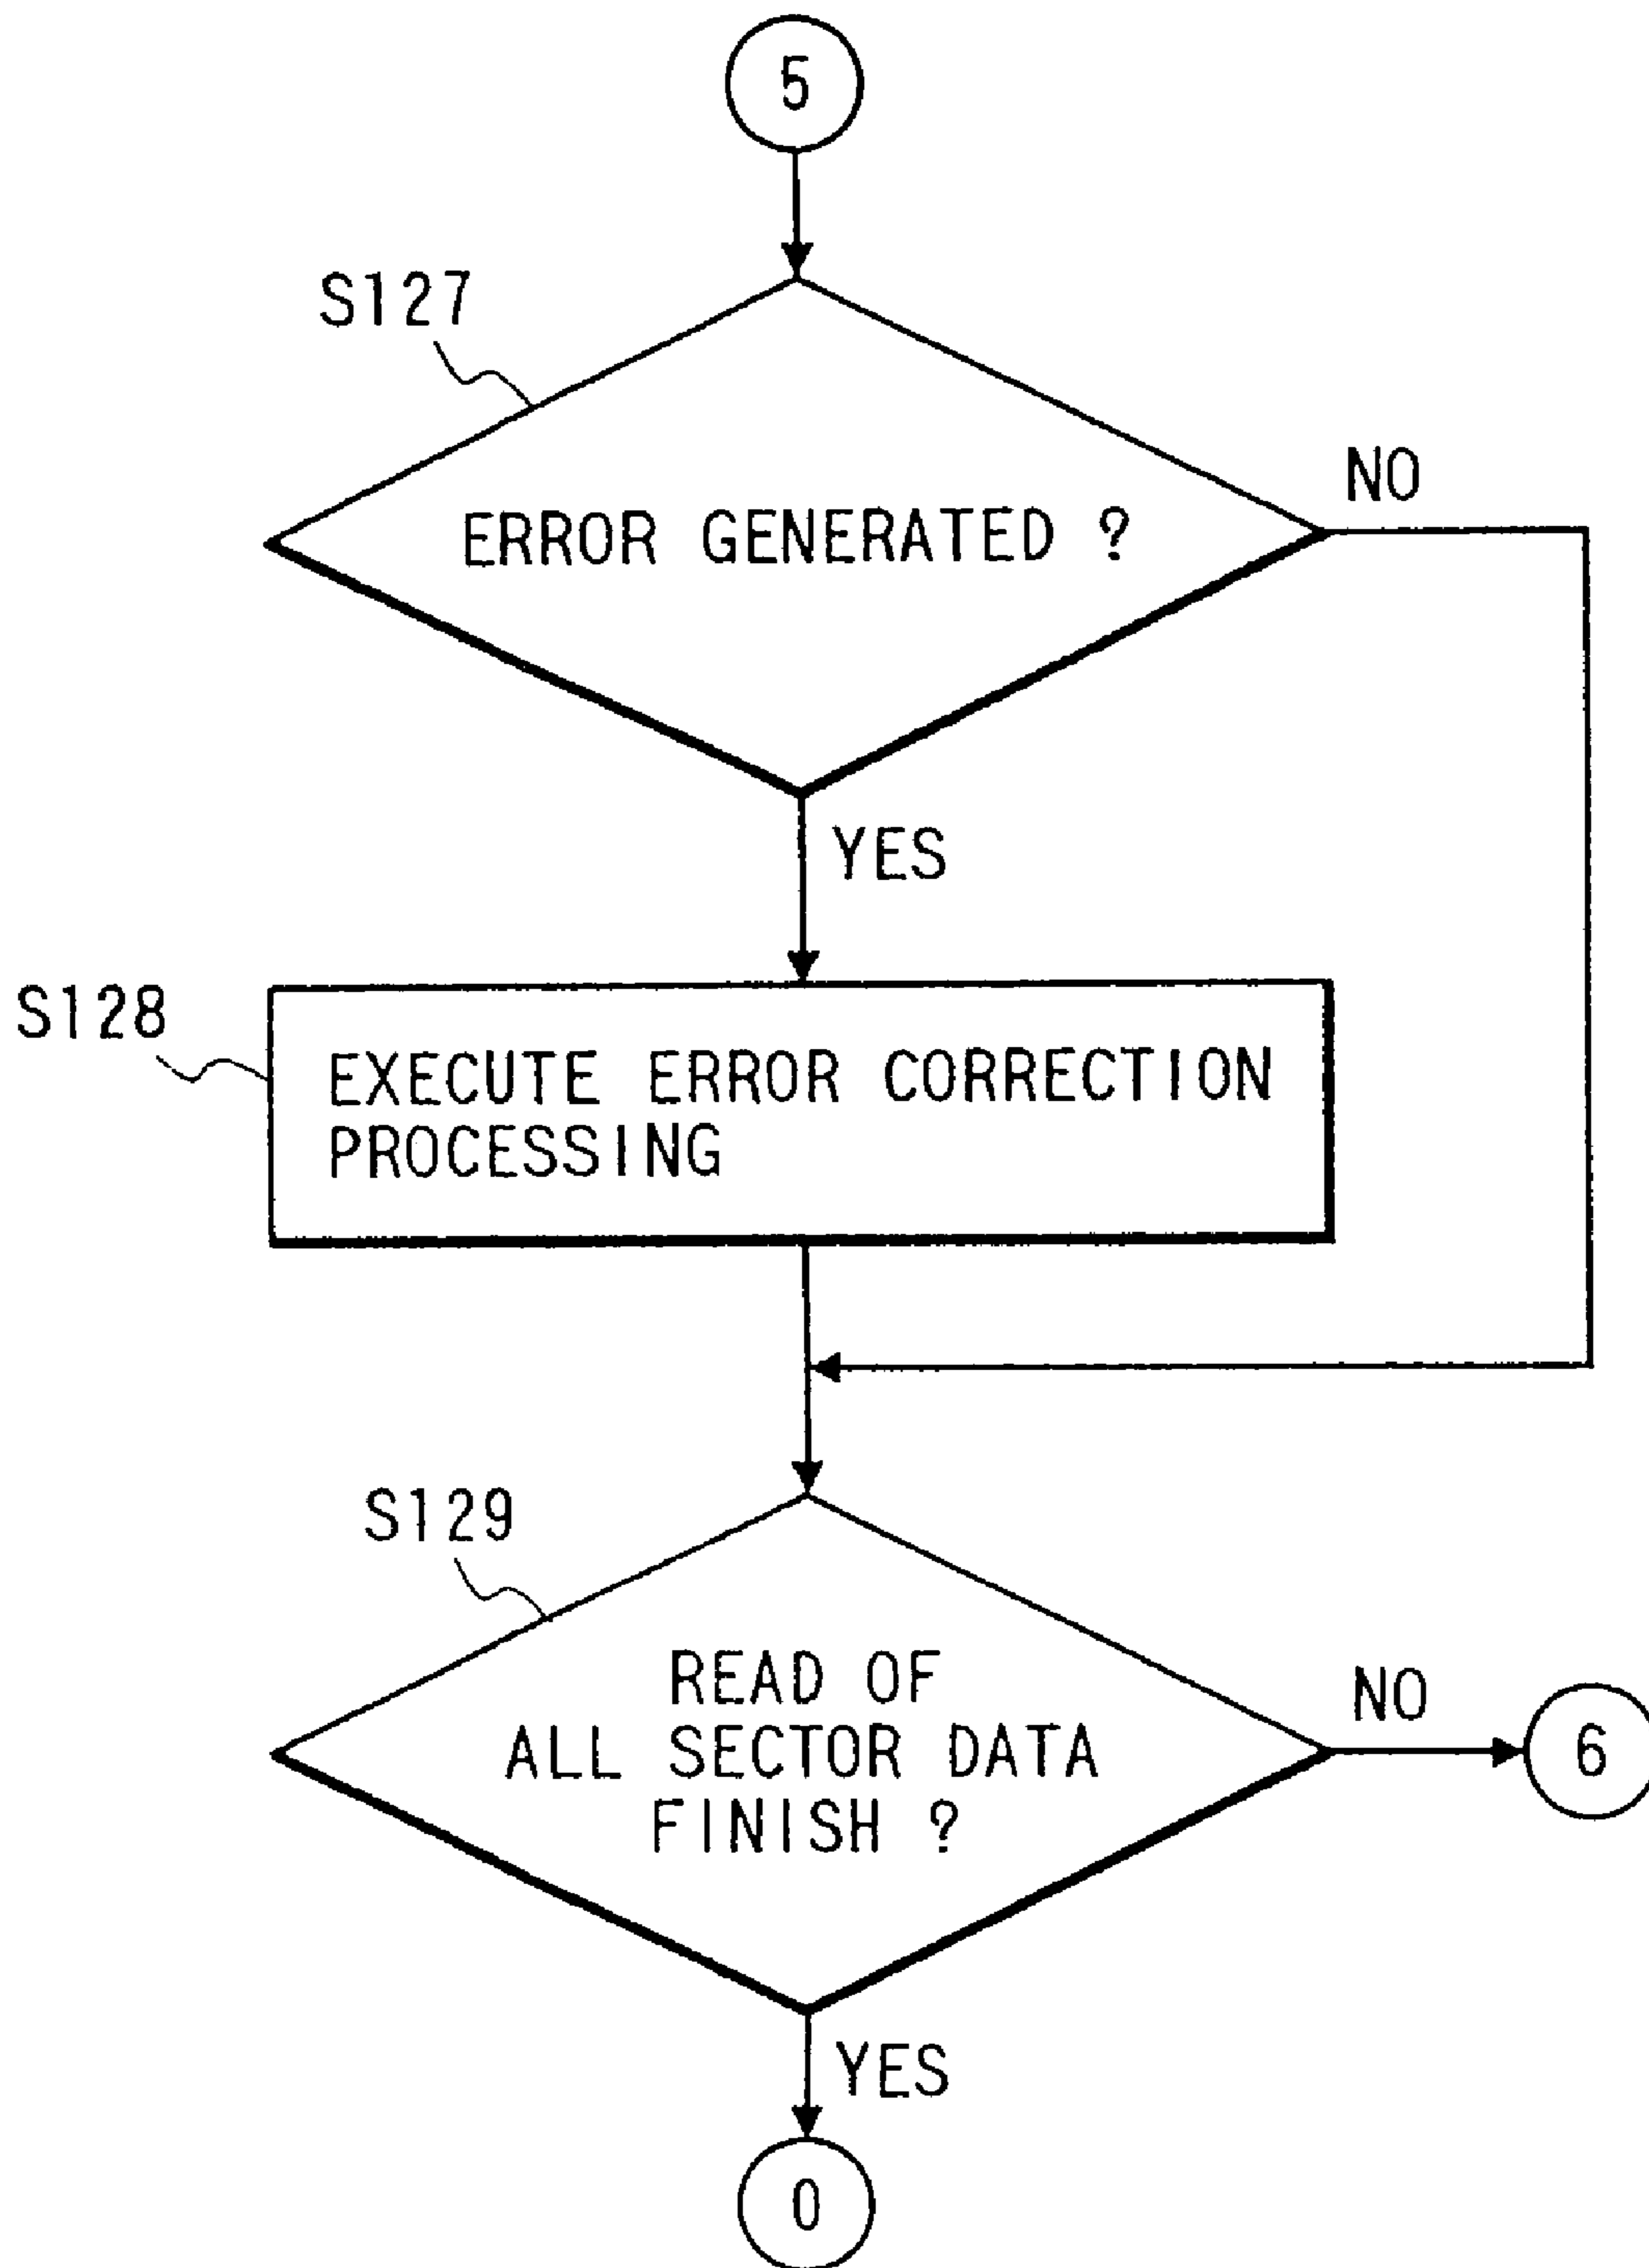 5
S127
NO
ERROR GENERATED ?
YES
S128
EXECUTE ERROR CORRECTION
PROCESSING
S129
READ OF
ALL SECTOR DATA
FINISH ?
NO
6
YES
0